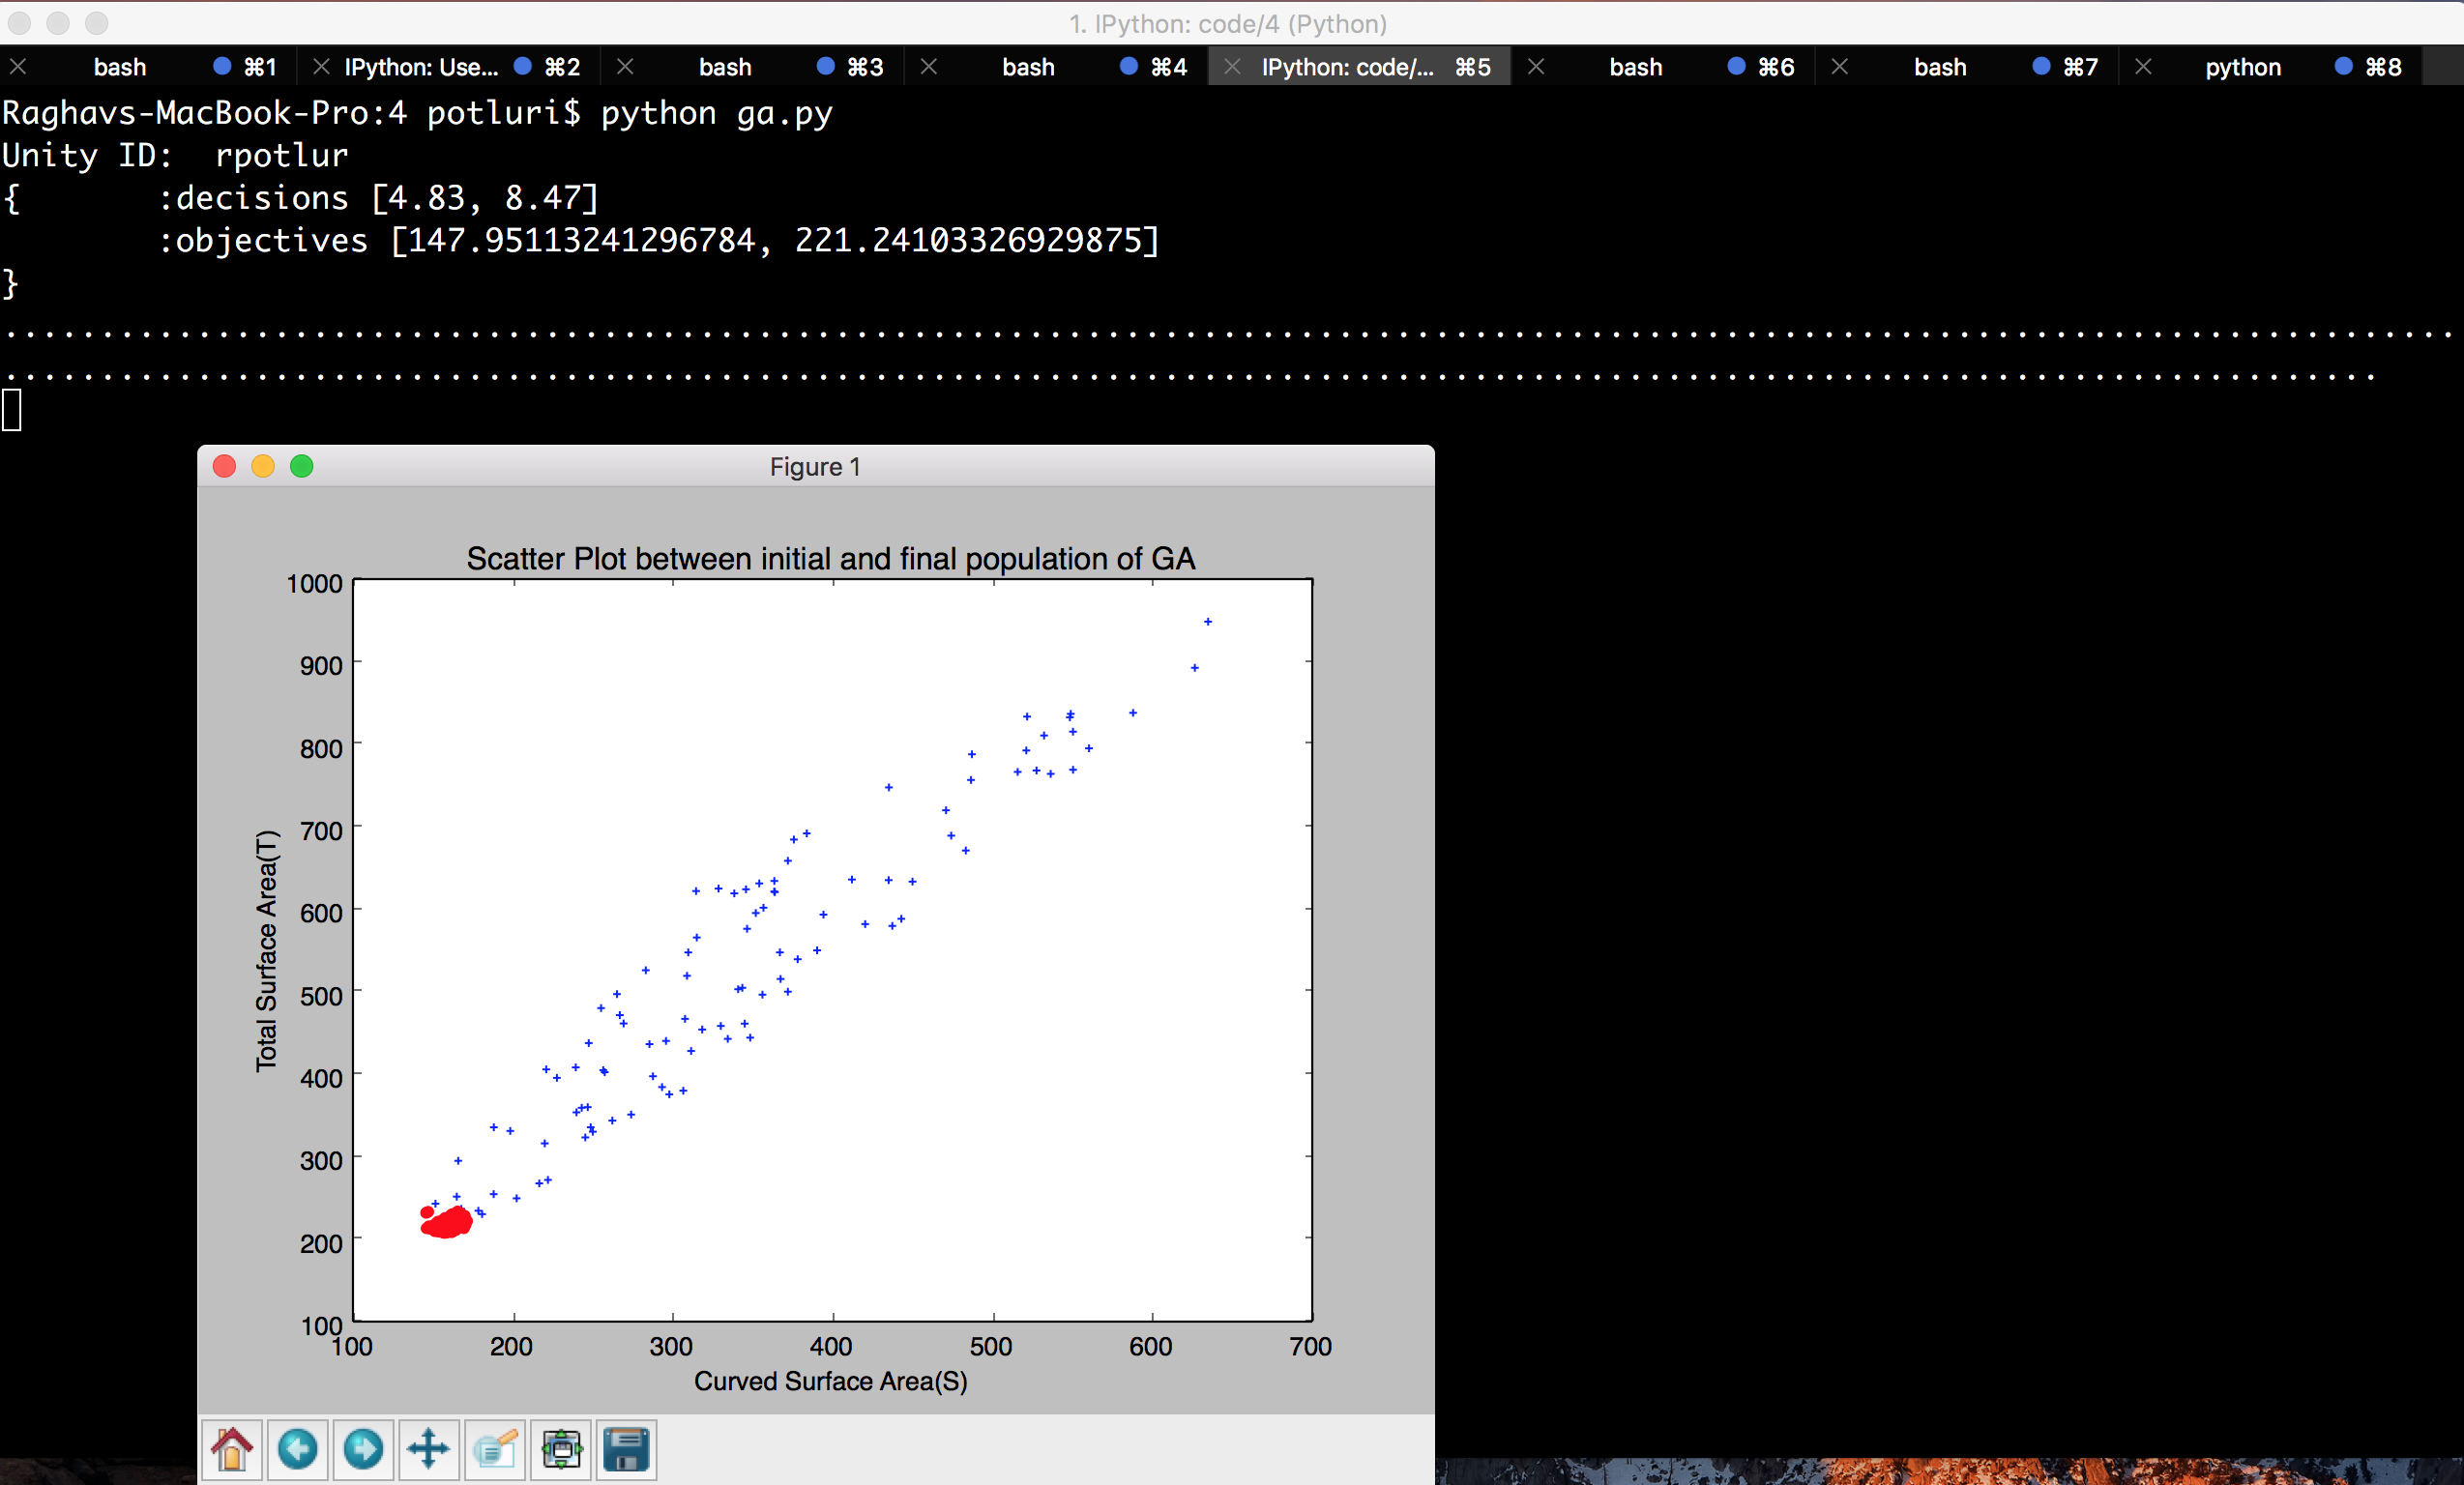 1. IPython: code/4 (Python)
bash ⌘1 IPython: Use... ⌘2 bash ⌘3 bash ⌘4 IPython: code/... ⌘5 bash ⌘6 bash ⌘7 python ⌘8
Raghavs-MacBook-Pro:4 potluri$ python ga.py
Unity ID:  rpotlur
{       :decisions [4.83, 8.47]
        :objectives [147.95113241296784, 221.24103326929875]
}
...............................................................................................................................
...........................................................................................................................
Figure 1
Scatter Plot between initial and final population of GA
1000
900
800
700
600
500
400
300
200
100
Total Surface Area(T)
100 200 300 400 500 600 700
Curved Surface Area(S)